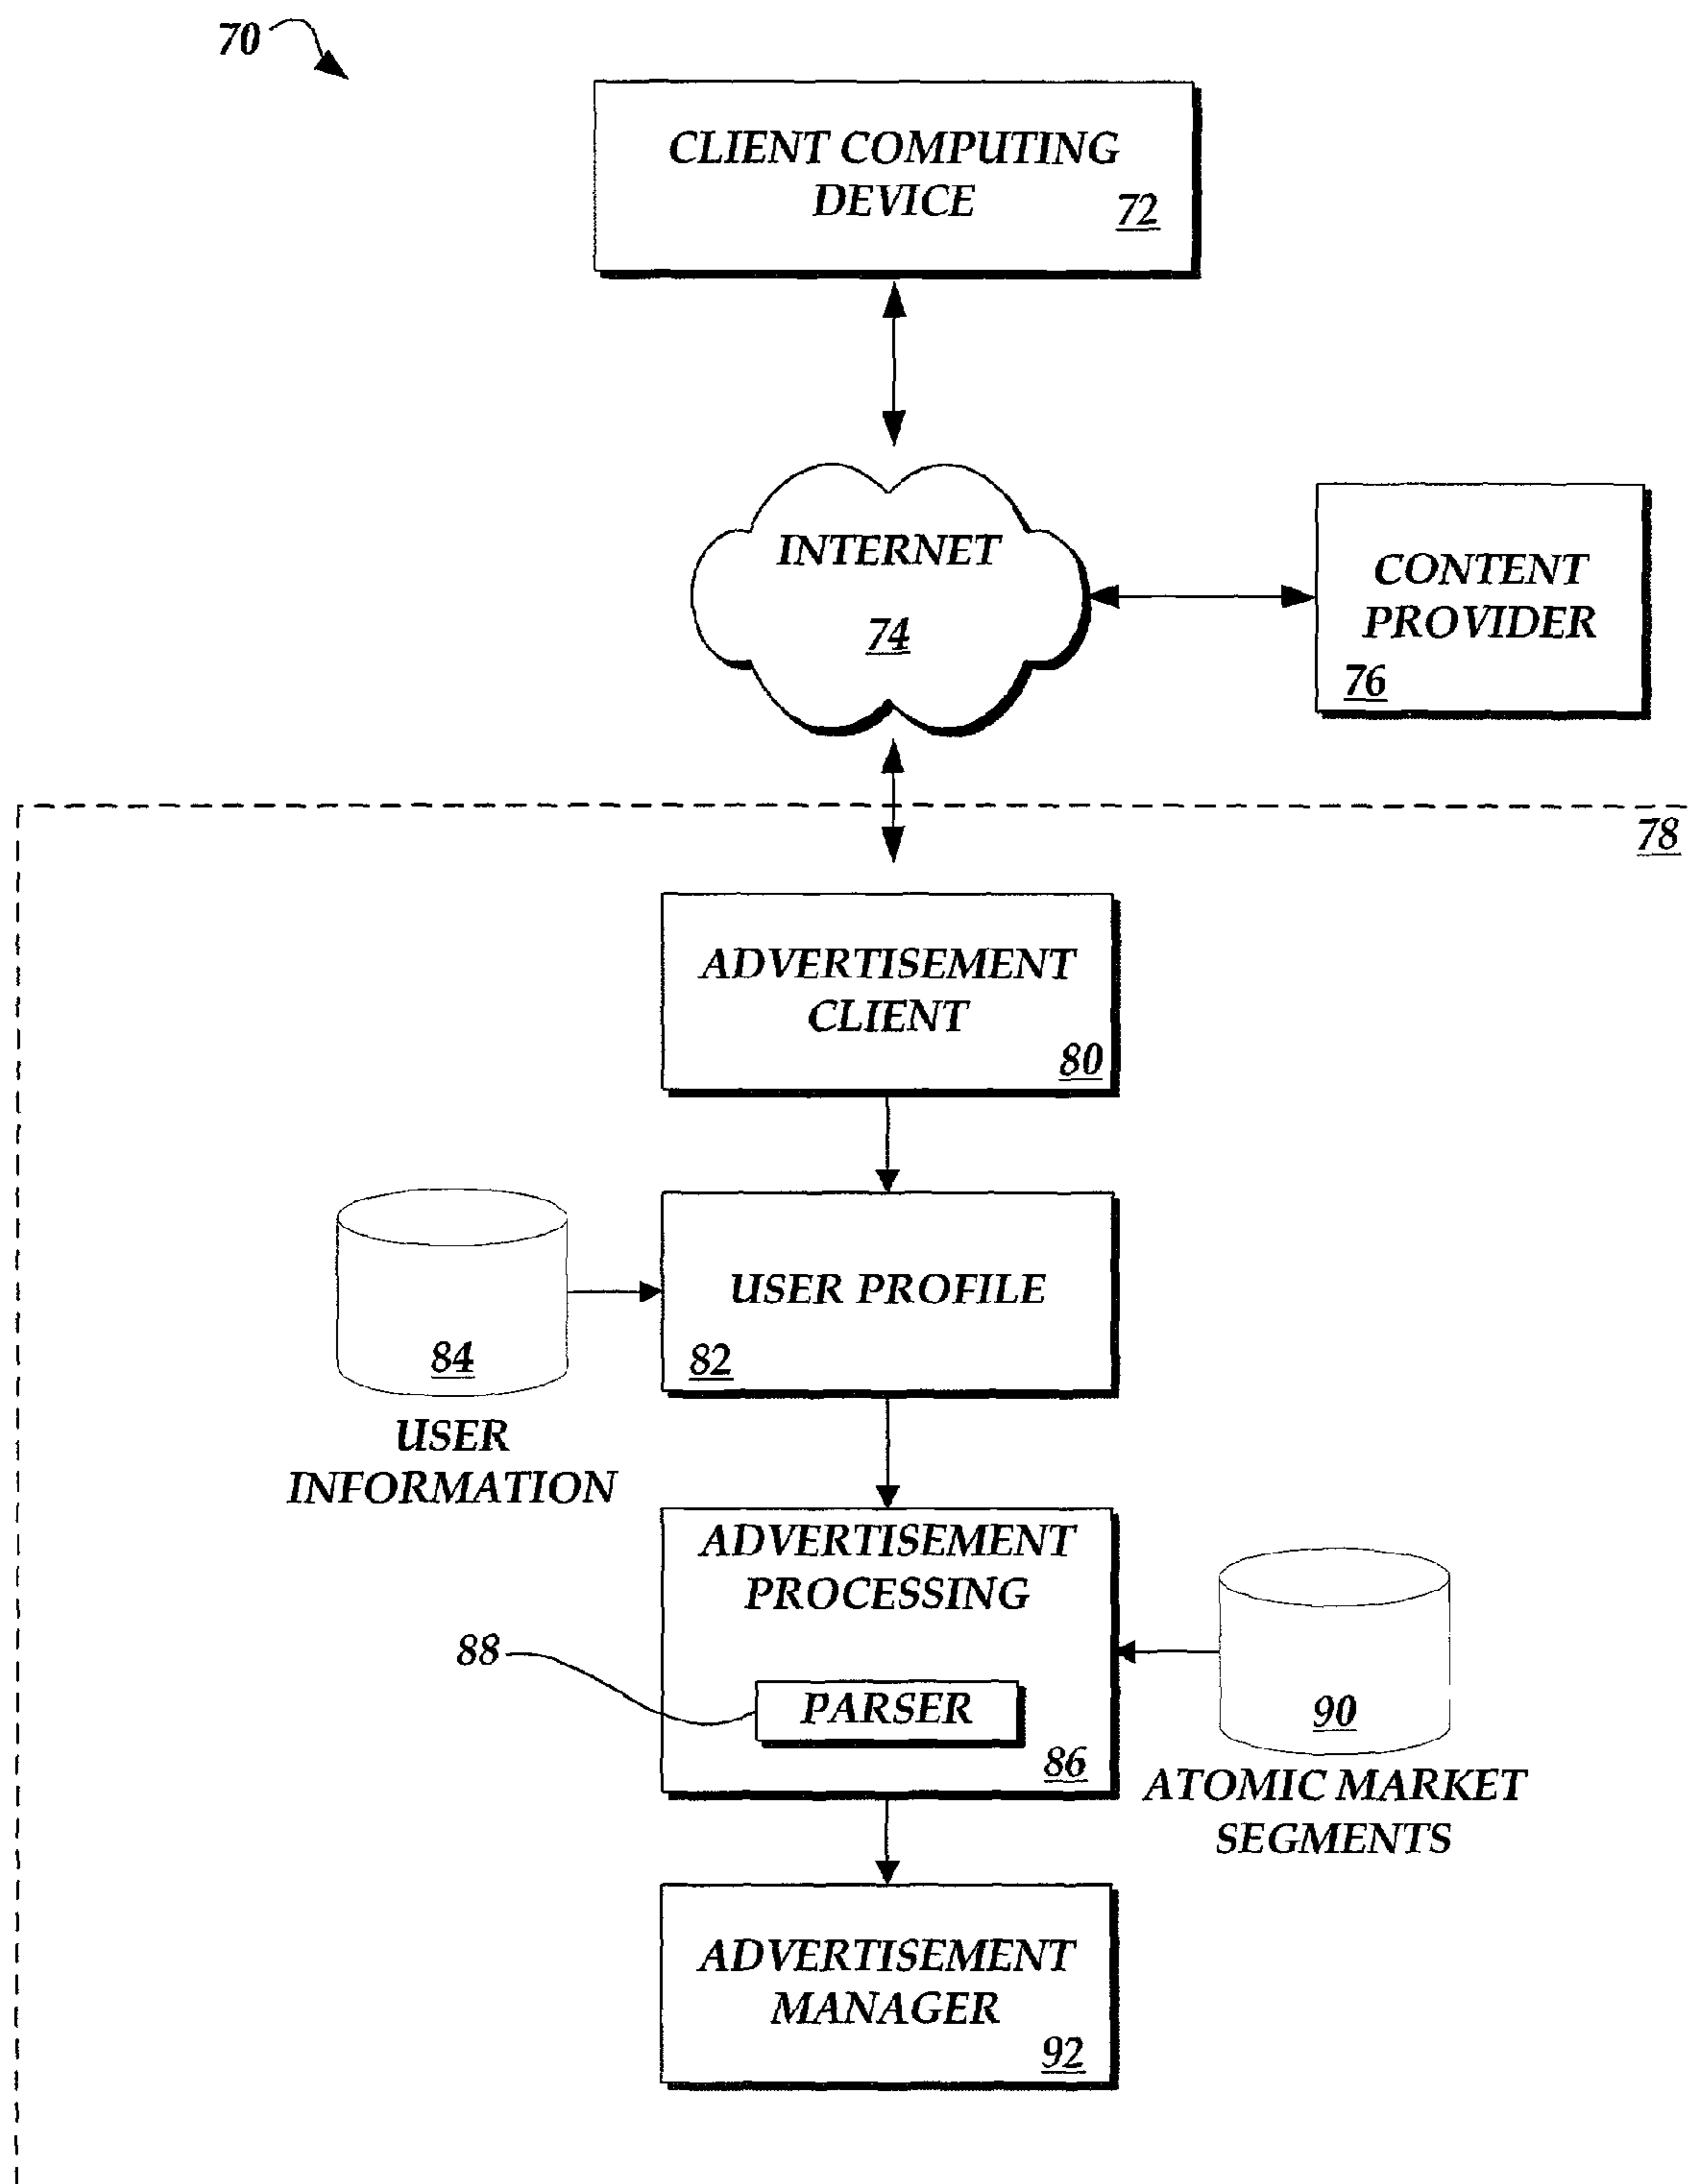 70
CLIENT COMPUTING
DEVICE
72
INTERNET
74
CONTENT
PROVIDER
76
78
ADVERTISEMENT
CLIENT
80
USER PROFILE
82
84
USER
INFORMATION
ADVERTISEMENT
PROCESSING
88
PARSER
86
90
ATOMIC MARKET
SEGMENTS
ADVERTISEMENT
MANAGER
92